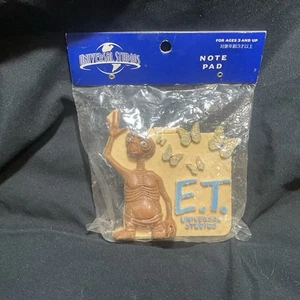 UNIVERSAL STUDIOS
FOR AGES 3 AND UP
対象年齢3才以上
NOTE
PAD
E.T.
UNIVERSAL
STUDIOS